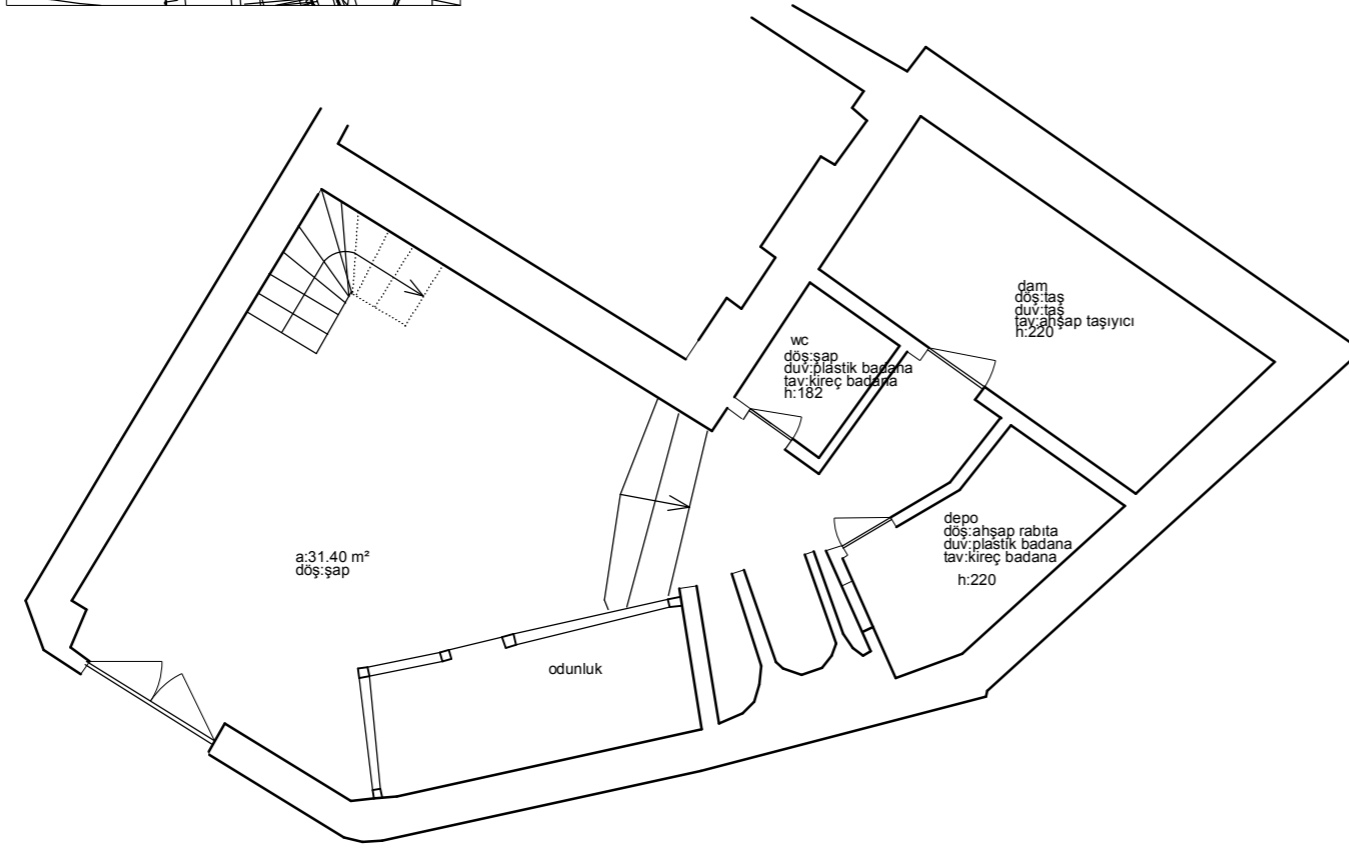 dam
döş:taş
duv:taş
tav:ahşap taşıyıcı
h:220
wc
döş:şap
duv:plastik badana
tav:kireç badana
h:182
depo
döş:ahşap rabıta
duv:plastik badana
tav:kireç badana
h:220
a:31.40 m²
döş:şap
odunluk